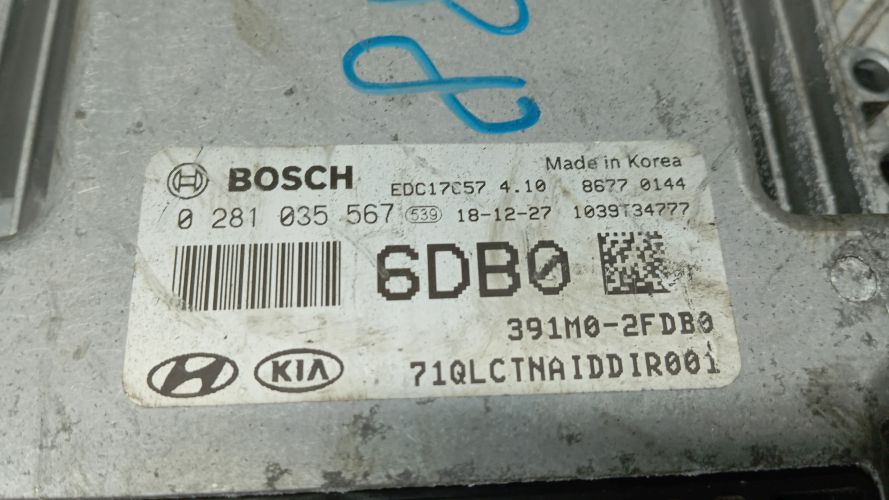 BOSCH
Made in Korea
EDC17C57 4.10 8677 0144
0 281 035 567 539 18-12-27 1039T34777
6DB0
391M0-2FDB0
KIA
71QLCTNAIDDIR001